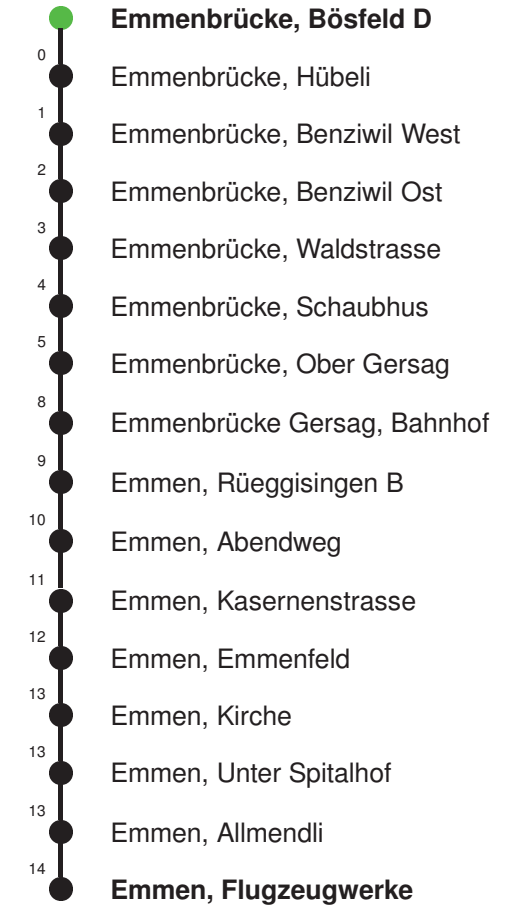 Emmenbrücke, Bösfeld D
0
Emmenbrücke, Hübeli
1
Emmenbrücke, Benziwil West
2
Emmenbrücke, Benziwil Ost
3
Emmenbrücke, Waldstrasse
4
Emmenbrücke, Schaubhus
5
Emmenbrücke, Ober Gersag
8
Emmenbrücke Gersag, Bahnhof
9
Emmen, Rüeggisingen B
10
Emmen, Abendweg
11
Emmen, Kasernenstrasse
12
Emmen, Emmenfeld
13
Emmen, Kirche
13
Emmen, Unter Spitalhof
13
Emmen, Allmendli
14
Emmen, Flugzeugwerke